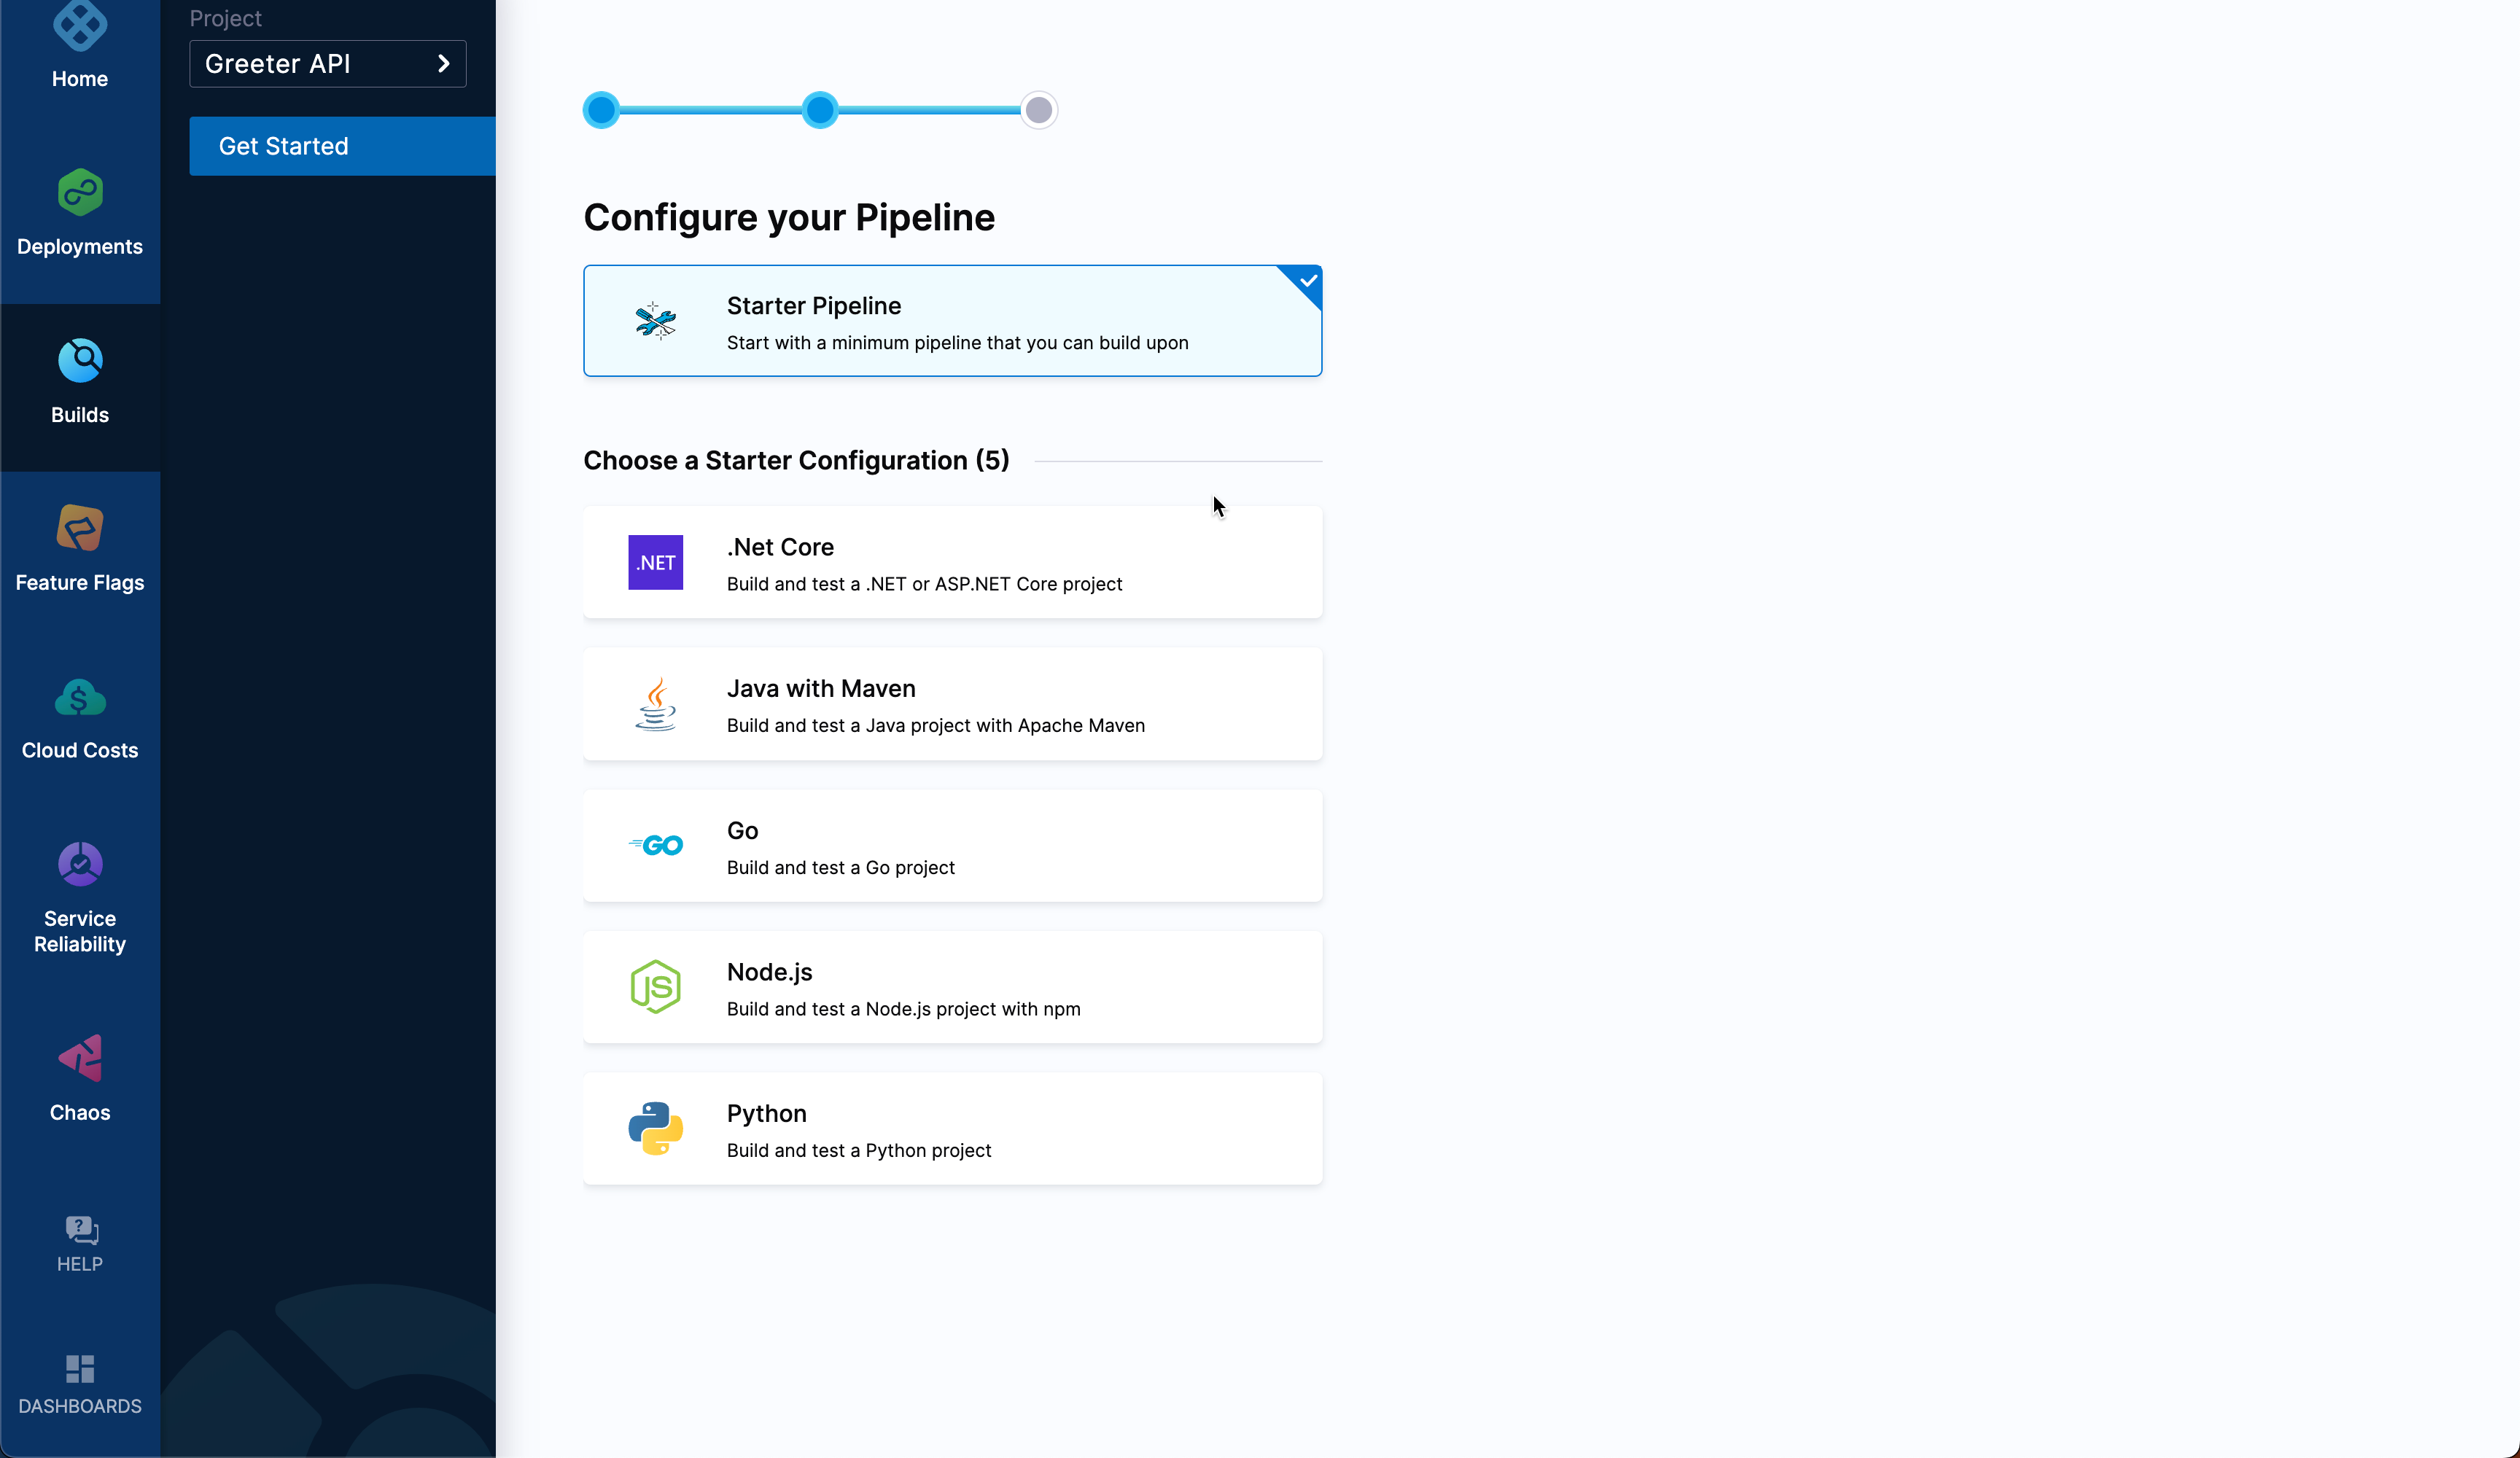 Home
Deployments
Builds
Feature Flags
Cloud Costs
Service
Reliability
Chaos
HELP
DASHBOARDS
Project
Greeter API
Get Started
Configure your Pipeline
Starter Pipeline
Start with a minimum pipeline that you can build upon
Choose a Starter Configuration (5)
.NET
.Net Core
Build and test a .NET or ASP.NET Core project
Java with Maven
Build and test a Java project with Apache Maven
GO
Go
Build and test a Go project
JS
Node.js
Build and test a Node.js project with npm
Python
Build and test a Python project